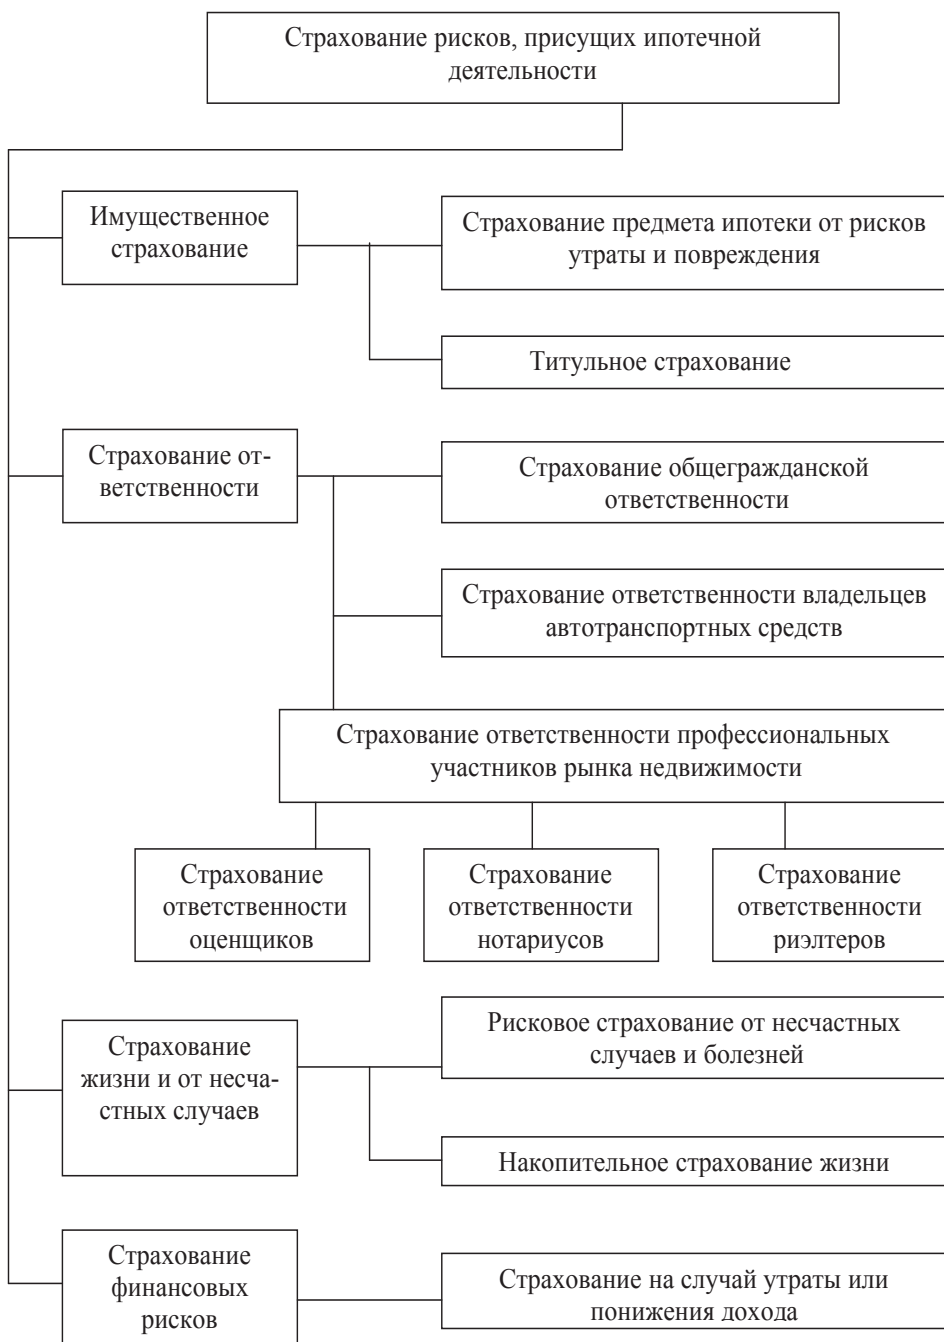 Страхование рисков, присущих ипотечной
деятельности
Имущественное
страхование
Страхование предмета ипотеки от рисков
утраты и повреждения
Титульное страхование
Страхование от-
ветственности
Страхование общегражданской
ответственности
Страхование ответственности владельцев
автотранспортных средств
Страхование ответственности профессиональных
участников рынка недвижимости
Страхование
ответственности
оценщиков
Страхование
ответственности
нотариусов
Страхование
ответственности
риэлтеров
Страхование
жизни и от несча-
стных случаев
Рисковое страхование от несчастных
случаев и болезней
Накопительное страхование жизни
Страхование
финансовых
рисков
Страхование на случай утраты или
понижения дохода